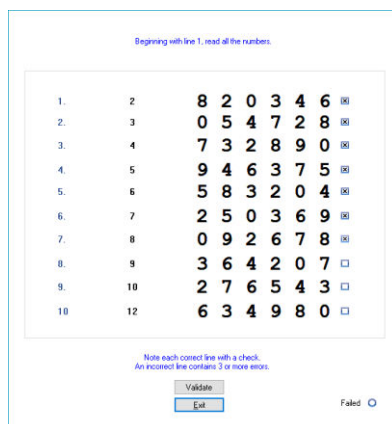 Beginning with line 1, read all the numbers.
1. 2 8 2 0 3 4 6
2. 3 0 5 4 7 2 8
3. 4 7 3 2 8 9 0
4. 5 9 4 6 3 7 5
5. 6 5 8 3 2 0 4
6. 7 2 5 0 3 6 9
7. 8 0 9 2 6 7 8
8. 9 3 6 4 2 0 7
9. 10 2 7 6 5 4 3
10 12 6 3 4 9 8 0
Note each correct line with a check.
An incorrect line contains 3 or more errors.
Validate
Exit
Failed